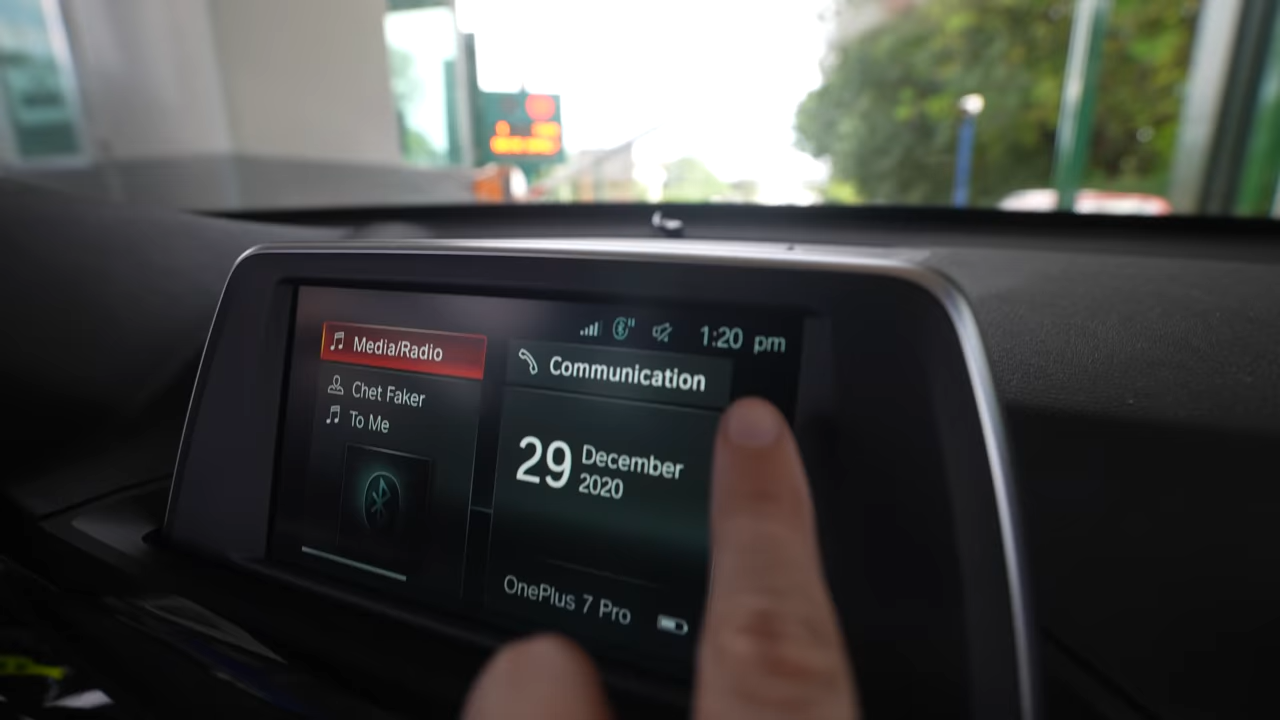 1:20 pm
Media/Radio
Chet Faker
To Me
Communication
29 December
2020
OnePlus 7 Pro